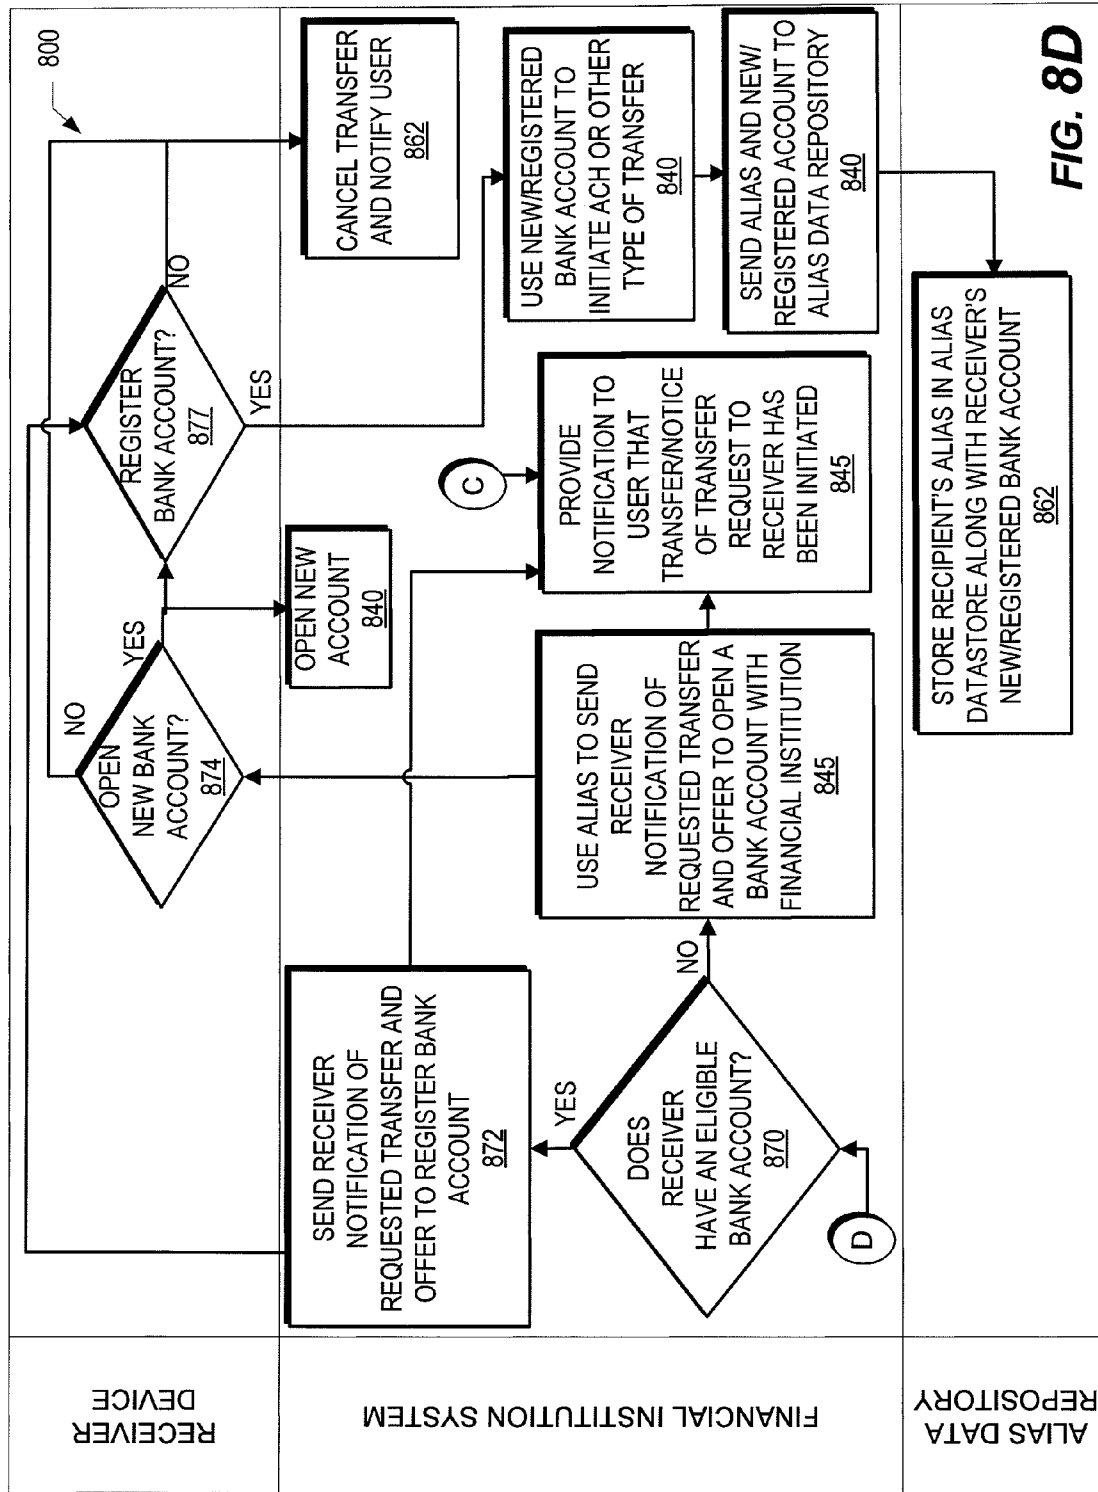 800
RECEIVER
DEVICE
OPEN
NEW BANK
ACCOUNT?
874
NO
YES
REGISTER
BANK ACCOUNT?
877
NO
YES
FINANCIAL INSTITUTION SYSTEM
SEND RECEIVER
NOTIFICATION OF
REQUESTED TRANSFER AND
OFFER TO REGISTER BANK
ACCOUNT
872
OPEN NEW
ACCOUNT
840
CANCEL TRANSFER
AND NOTIFY USER
862
DOES
RECEIVER
HAVE AN ELIGIBLE
BANK ACCOUNT?
870
YES
NO
D
USE ALIAS TO SEND
RECEIVER
NOTIFICATION OF
REQUESTED TRANSFER
AND OFFER TO OPEN A
BANK ACCOUNT WITH
FINANCIAL INSTITUTION
845
C
PROVIDE
NOTIFICATION TO
USER THAT
TRANSFER/NOTICE
OF TRANSFER
REQUEST TO
RECEIVER HAS
BEEN INITIATED
845
USE NEW/REGISTERED
BANK ACCOUNT TO
INITIATE ACH OR OTHER
TYPE OF TRANSFER
840
SEND ALIAS AND NEW/
REGISTERED ACCOUNT TO
ALIAS DATA REPOSITORY
840
ALIAS DATA
REPOSITORY
STORE RECIPIENT'S ALIAS IN ALIAS
DATASTORE ALONG WITH RECEIVER'S
NEW/REGISTERED BANK ACCOUNT
862
FIG. 8D